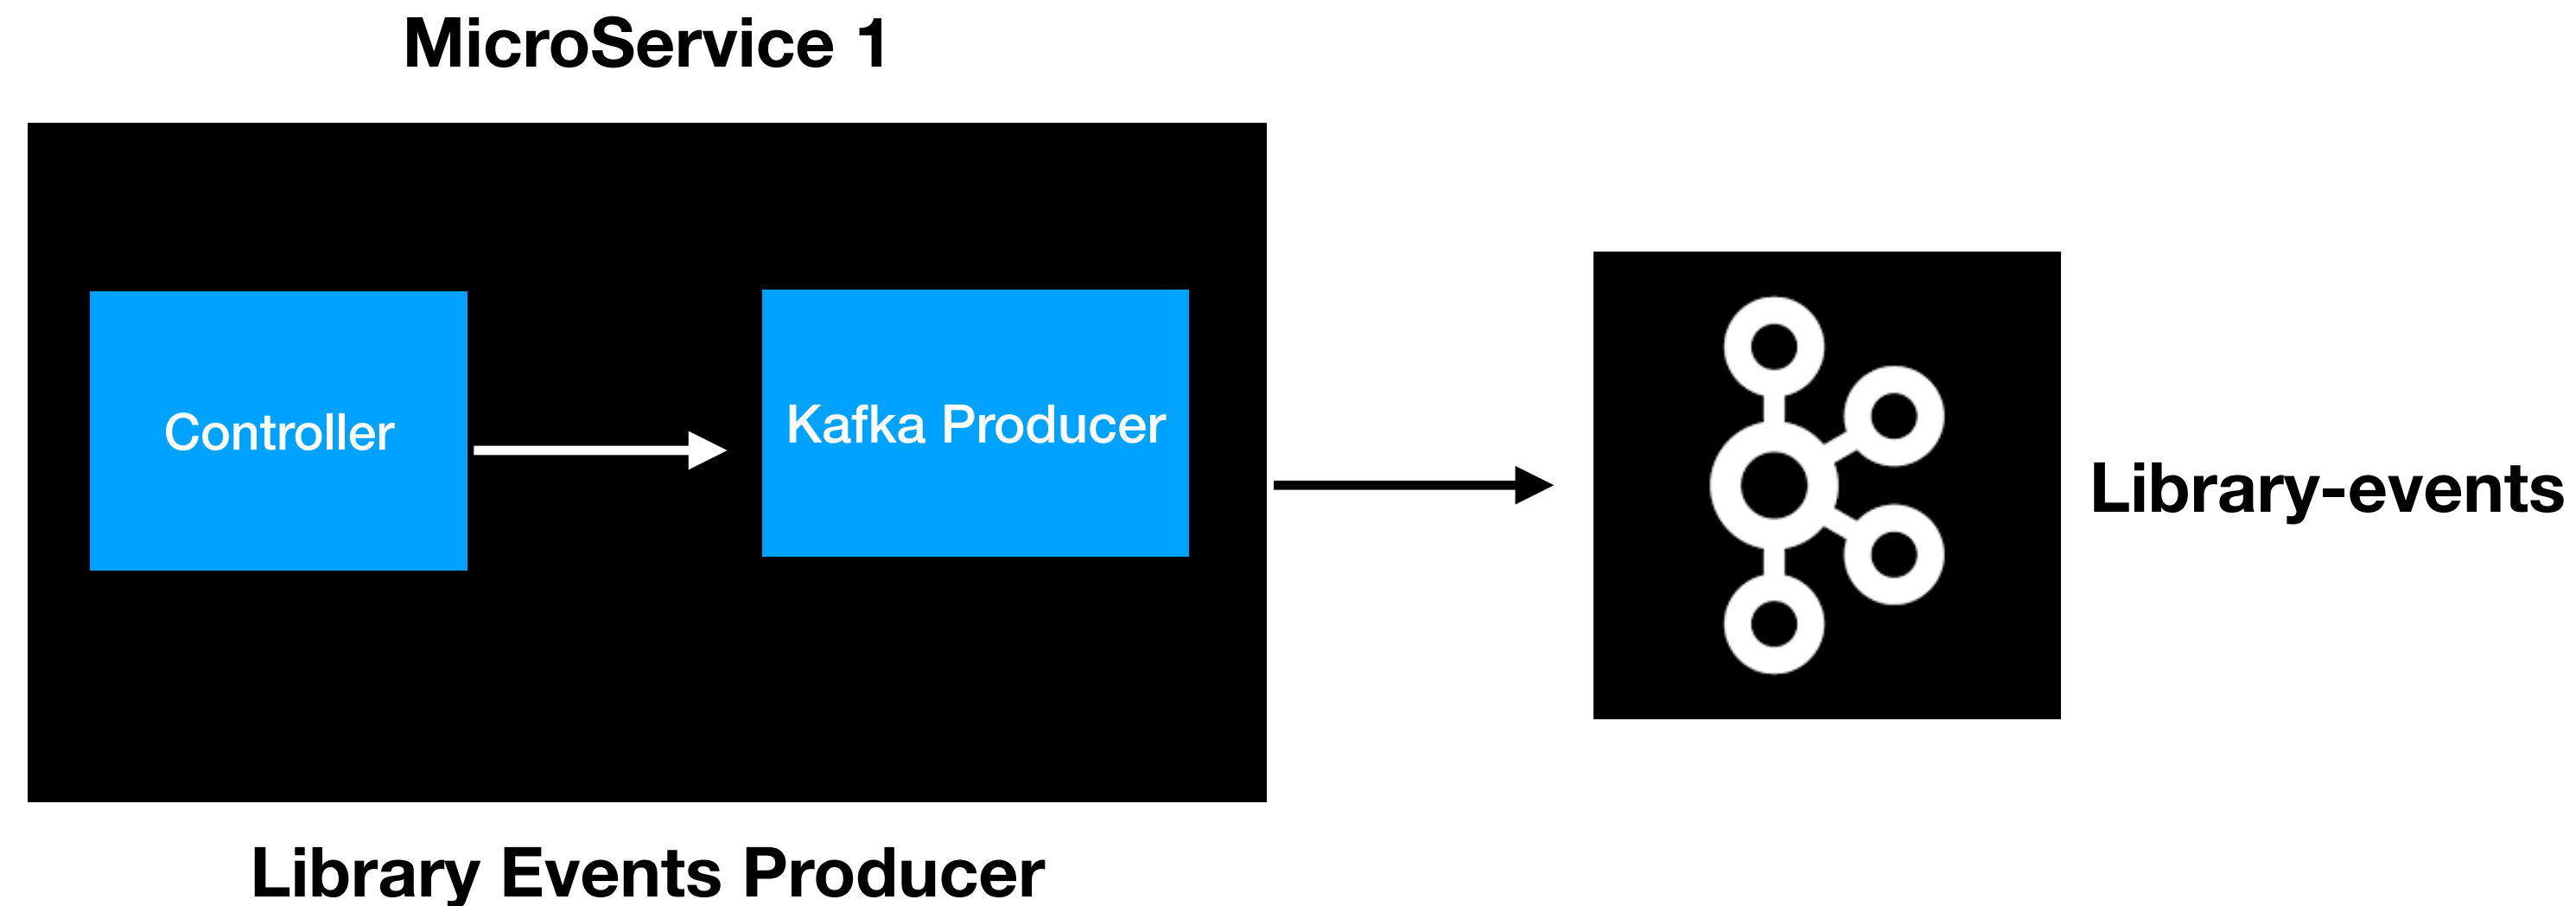 MicroService 1
Controller
Kafka Producer
Library-events
Library Events Producer